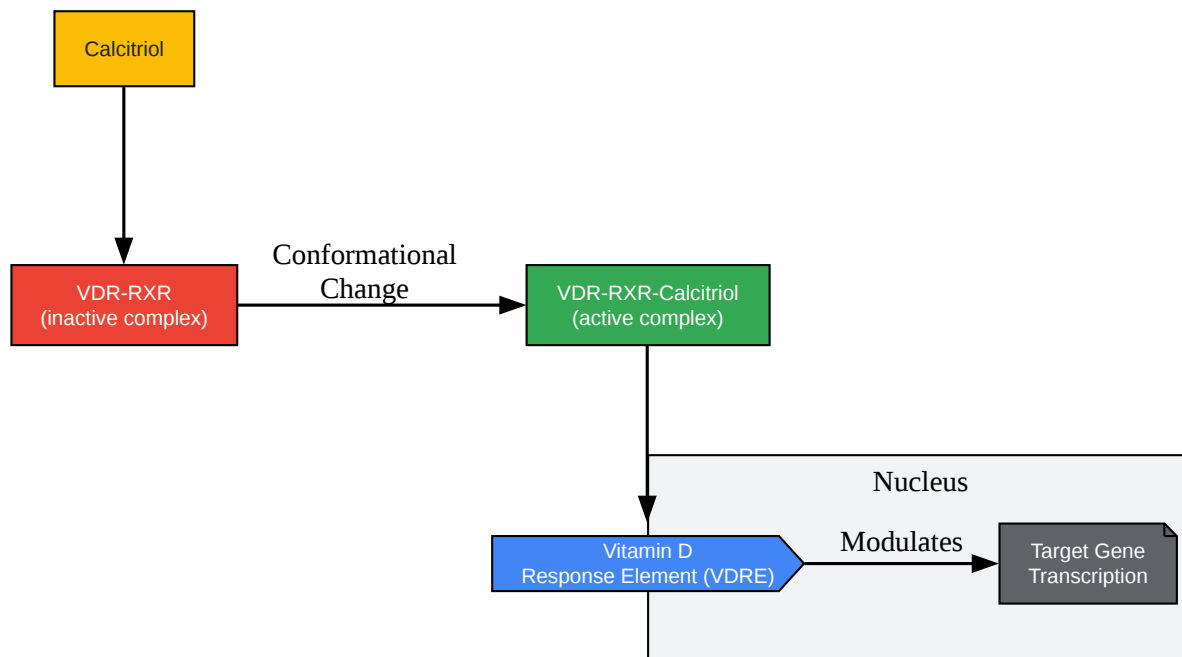 Calcitriol
Conformational
Change
VDR-RXR
(inactive complex)
VDR-RXR-Calcitriol
(active complex)
Nucleus
Vitamin D
Response Element (VDRE)
Modulates
Target Gene
Transcription